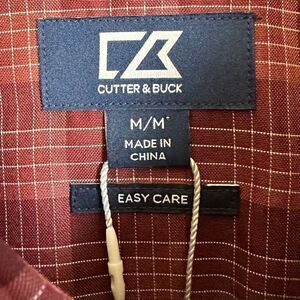 CUTTER & BUCK
M/M*
MADE IN
CHINA
EASY CARE